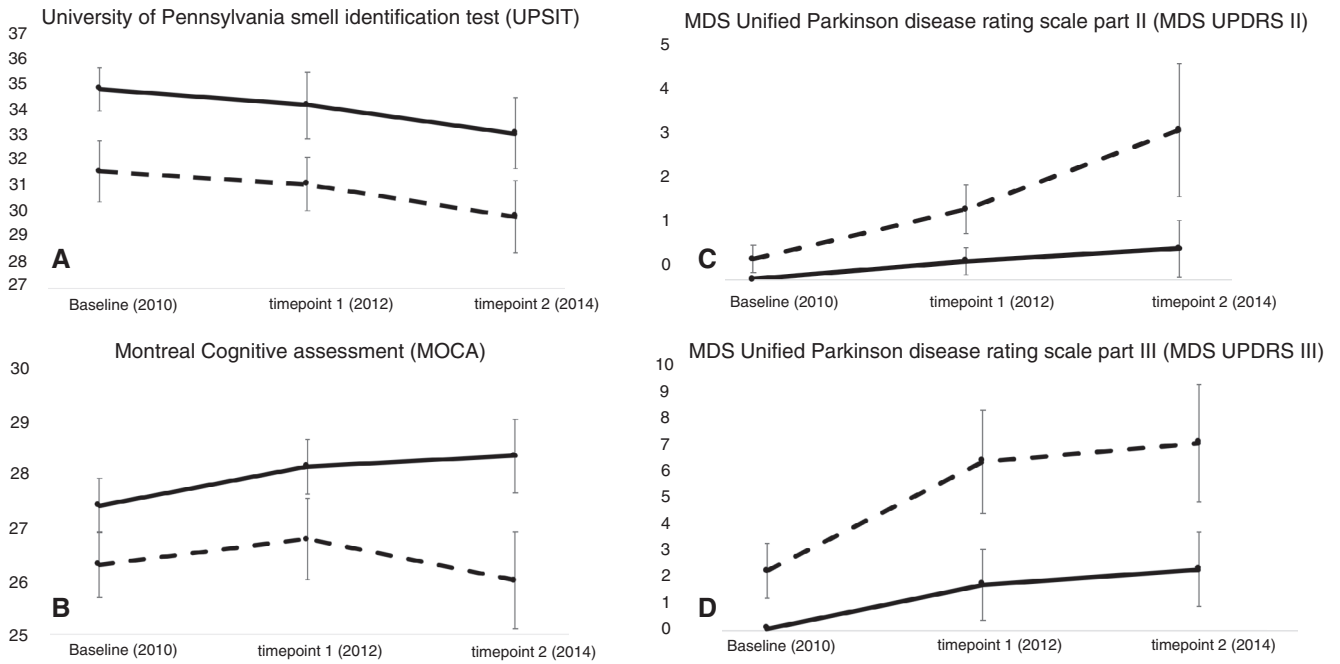 University of Pennsylvania smell identification test (UPSIT)
37
36
35
34
33
32
31
30
29
28
27
A
Baseline (2010) timepoint 1 (2012) timepoint 2 (2014)
Montreal Cognitive assessment (MOCA)
30
29
28
27
26
25
B
Baseline (2010) timepoint 1 (2012) timepoint 2 (2014)
MDS Unified Parkinson disease rating scale part II (MDS UPDRS II)
5
4
3
2
1
0
C
Baseline (2010) timepoint 1 (2012) timepoint 2 (2014)
MDS Unified Parkinson disease rating scale part III (MDS UPDRS III)
10
9
8
7
6
5
4
3
2
1
0
D
Baseline (2010) timepoint 1 (2012) timepoint 2 (2014)